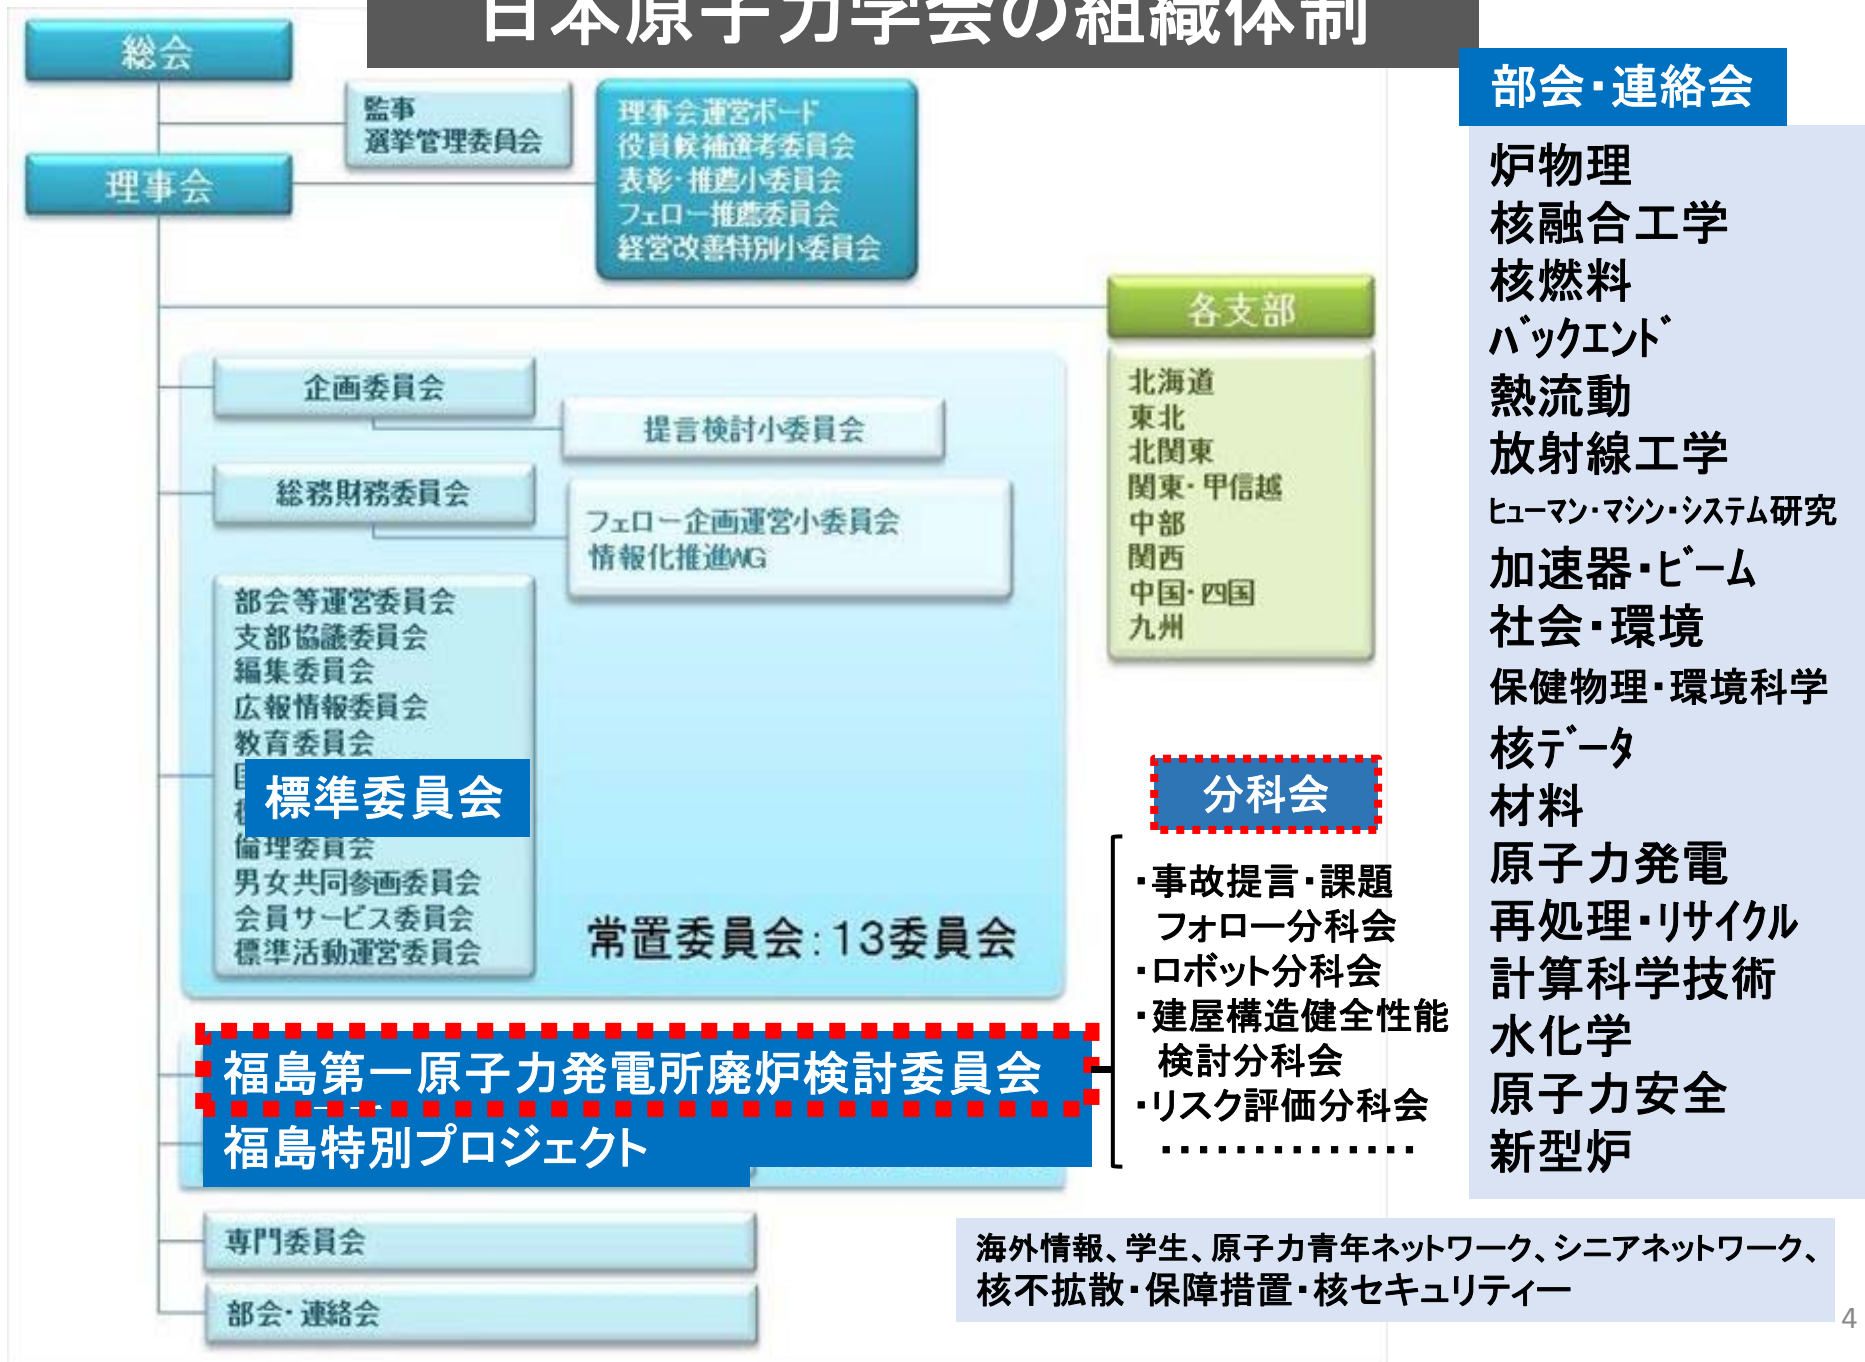 日本原子力学会の組織体制
総会
監事
選挙管理委員会
理事会
理事会運営ボード
役員候補選考委員会
表彰・推薦小委員会
フェロー推薦委員会
経営改善特別小委員会
各支部
北海道
東北
北関東
関東・甲信越
中部
関西
中国・四国
九州
企画委員会
提言検討小委員会
総務財務委員会
フェロー企画運営小委員会
情報化推進WG
部会等運営委員会
支部協議委員会
編集委員会
広報情報委員会
教育委員会
標準委員会
倫理委員会
男女共同参画委員会
会員サービス委員会
標準活動運営委員会
常置委員会:13委員会
福島第一原子力発電所廃炉検討委員会
福島特別プロジェクト
専門委員会
部会・連絡会
分科会
・事故提言・課題
フォロー分科会
・ロボット分科会
・建屋構造健全性能
検討分科会
・リスク評価分科会
・・・・・・・・・・・・・・
部会・連絡会
炉物理
核融合工学
核燃料
バックエンド
熱流動
放射線工学
ヒューマン・マシン・システム研究
加速器・ビーム
社会・環境
保健物理・環境科学
核データ
材料
原子力発電
再処理・リサイクル
計算科学技術
水化学
原子力安全
新型炉
海外情報、学生、原子力青年ネットワーク、シニアネットワーク、
核不拡散・保障措置・核セキュリティー
4